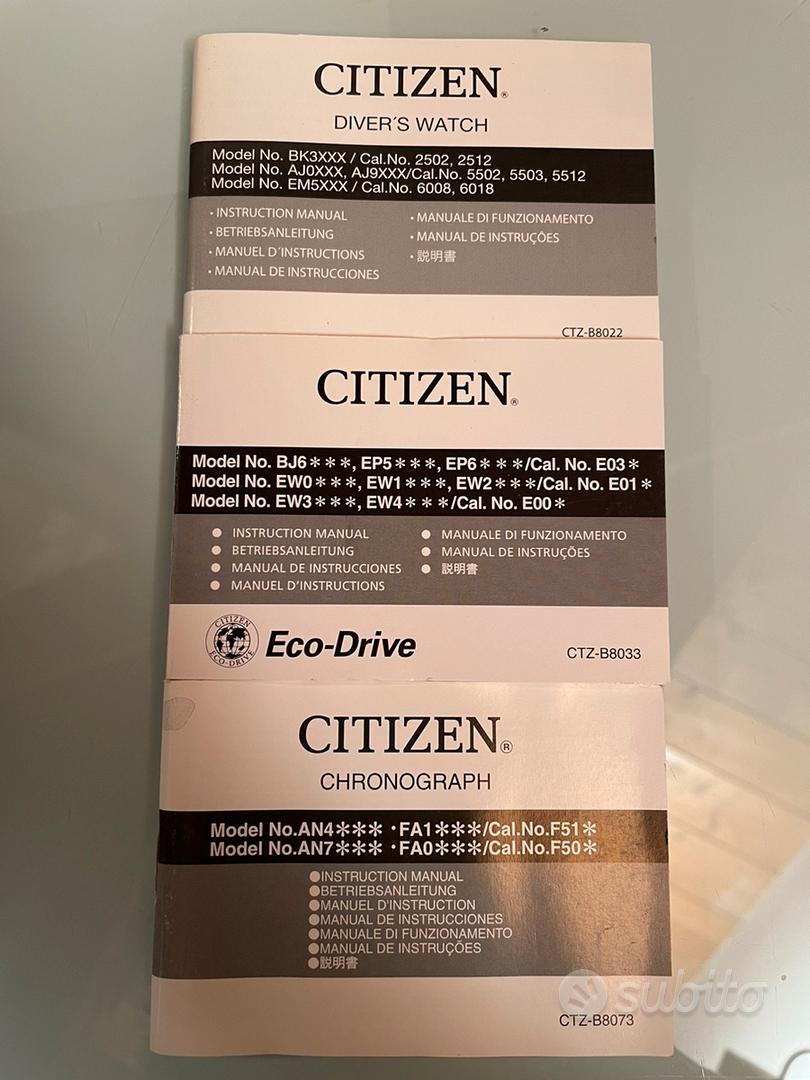 CITIZEN®
DIVER´S WATCH
Model No. BK3XXX / Cal.No. 2502, 2512
Model No. AJ0XXX, AJ9XXX/Cal.No. 5502, 5503, 5512
Model No. EM5XXX / Cal.No. 6008, 6018
・INSTRUCTION MANUAL
・BETRIEBSANLEITUNG
・MANUEL D´INSTRUCTIONS
・MANUAL DE INSTRUCCIONES
・MANUALE DI FUNZIONAMENTO
・MANUAL DE INSTRUÇÕES
・説明書
CTZ-B8022
CITIZEN®
Model No. BJ6＊＊＊, EP5＊＊＊, EP6＊＊＊/Cal. No. E03＊
Model No. EW0＊＊＊, EW1＊＊＊, EW2＊＊＊/Cal. No. E01＊
Model No. EW3＊＊＊, EW4＊＊＊/Cal. No. E00＊
● INSTRUCTION MANUAL
● BETRIEBSANLEITUNG
● MANUAL DE INSTRUCCIONES
● MANUEL D'INSTRUCTIONS
● MANUALE DI FUNZIONAMENTO
● MANUAL DE INSTRUÇÕES
● 説明書
CITIZEN
ECO-DRIVE
Eco-Drive
CTZ-B8033
CITIZEN®
CHRONOGRAPH
Model No.AN4＊＊＊ ・FA1＊＊＊/Cal.No.F51＊
Model No.AN7＊＊＊ ・FA0＊＊＊/Cal.No.F50＊
●INSTRUCTION MANUAL
●BETRIEBSANLEITUNG
●MANUEL D'INSTRUCTION
●MANUAL DE INSTRUCCIONES
●MANUALE DI FUNZIONAMENTO
●MANUAL DE INSTRUÇÕES
●説明書
CTZ-B8073
subito